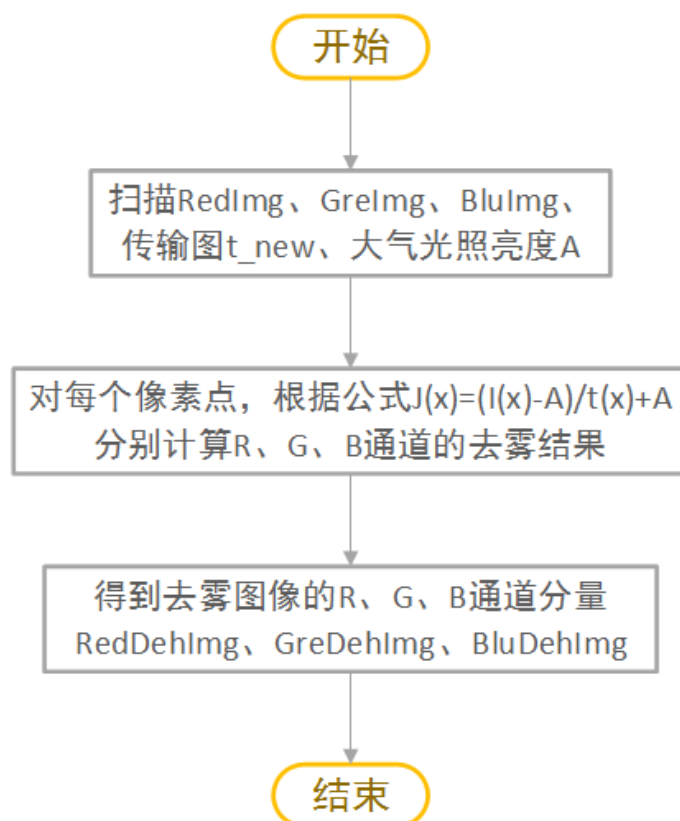 开始
扫描RedImg、GreImg、BluImg、
传输图t_new、大气光照亮度A
对每个像素点，根据公式J(x)=(I(x)-A)/t(x)+A
分别计算R、G、B通道的去雾结果
得到去雾图像的R、G、B通道分量
RedDehImg、GreDehImg、BluDehImg
结束